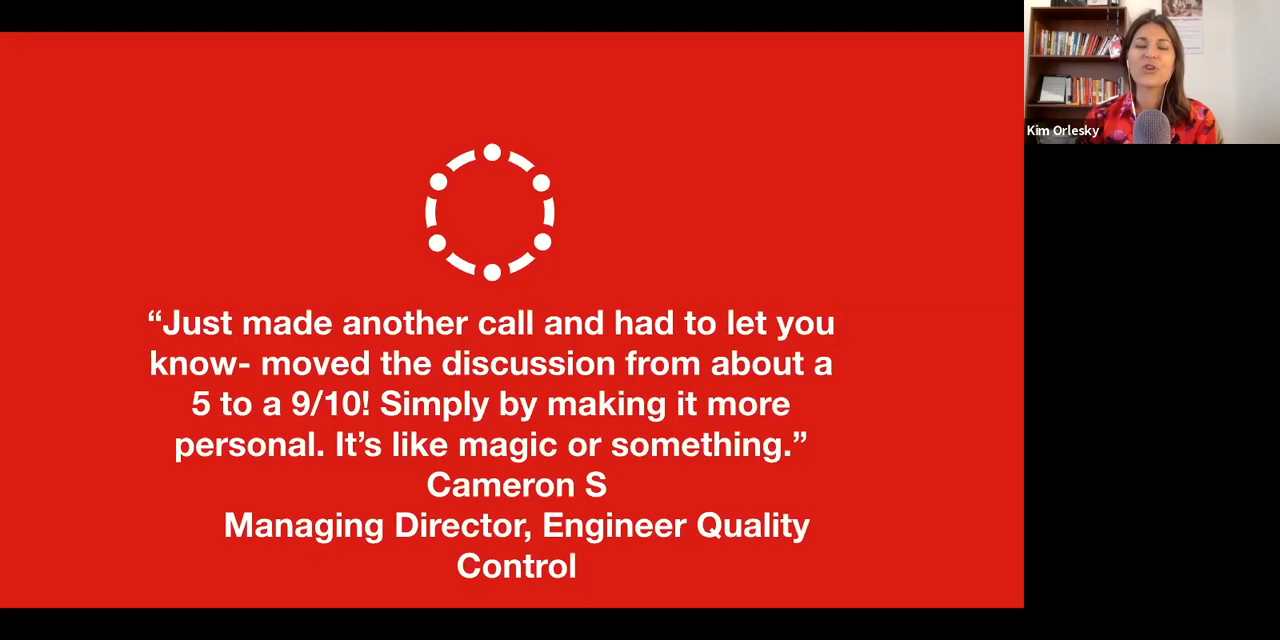 Kim Orlesky
“Just made another call and had to let you
know- moved the discussion from about a
5 to a 9/10! Simply by making it more
personal. It’s like magic or something.”
Cameron S
Managing Director, Engineer Quality
Control